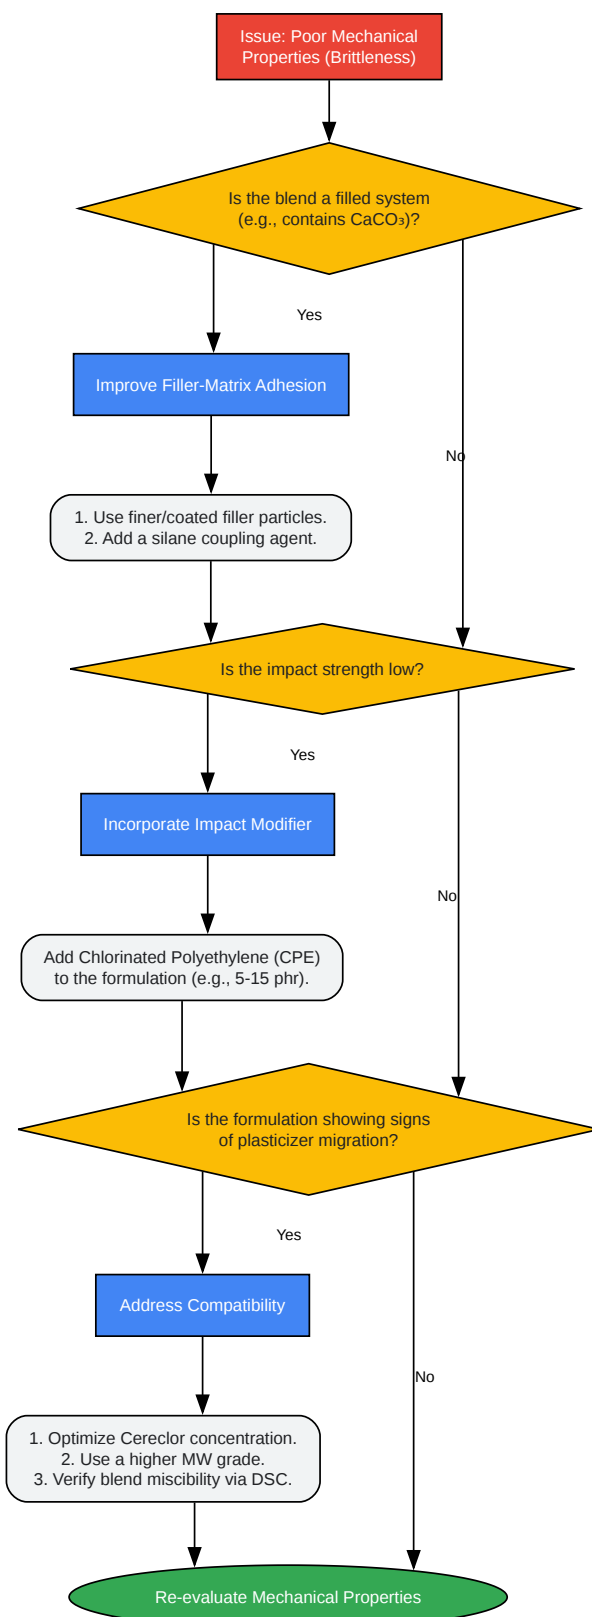 Issue: Poor Mechanical
Properties (Brittleness)
Is the blend a filled system
(e.g., contains CaCO₃)?
Yes
Improve Filler-Matrix Adhesion
No
1. Use finer/coated filler particles.
2. Add a silane coupling agent.
Is the impact strength low?
Yes
Incorporate Impact Modifier
No
Add Chlorinated Polyethylene (CPE)
to the formulation (e.g., 5-15 phr).
Is the formulation showing signs
of plasticizer migration?
Yes
Address Compatibility
No
1. Optimize Cereclor concentration.
2. Use a higher MW grade.
3. Verify blend miscibility via DSC.
Re-evaluate Mechanical Properties